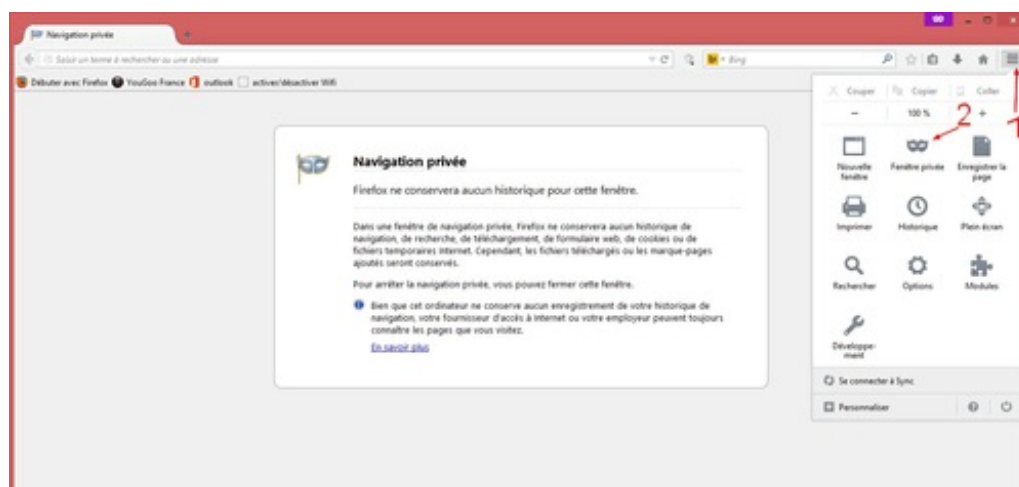 Navigation privée
Saisir un terme à rechercher ou une adresse
Bing
Débuter avec Firefox YouGoo France outlook activer/désactiver Wifi
Couper Copier Coller
− 100 % +
1
2
Nouvelle fenêtre
Fenêtre privée
Enregistrer la page
Imprimer
Historique
Plein écran
Rechercher
Options
Modules
Développe-
ment
Se connecter à Sync
Personnaliser
Navigation privée
Firefox ne conservera aucun historique pour cette fenêtre.
Dans une fenêtre de navigation privée, Firefox ne conservera aucun historique de
navigation, de recherche, de téléchargement, de formulaire web, de cookies ou de
fichiers temporaires Internet. Cependant, les fichiers téléchargés ou les marque-pages
ajoutés seront conservés.
Pour arrêter la navigation privée, vous pouvez fermer cette fenêtre.
Bien que cet ordinateur ne conserve aucun enregistrement de votre historique de
navigation, votre fournisseur d'accès à Internet ou votre employeur peuvent toujours
connaître les pages que vous visitez.
En savoir plus